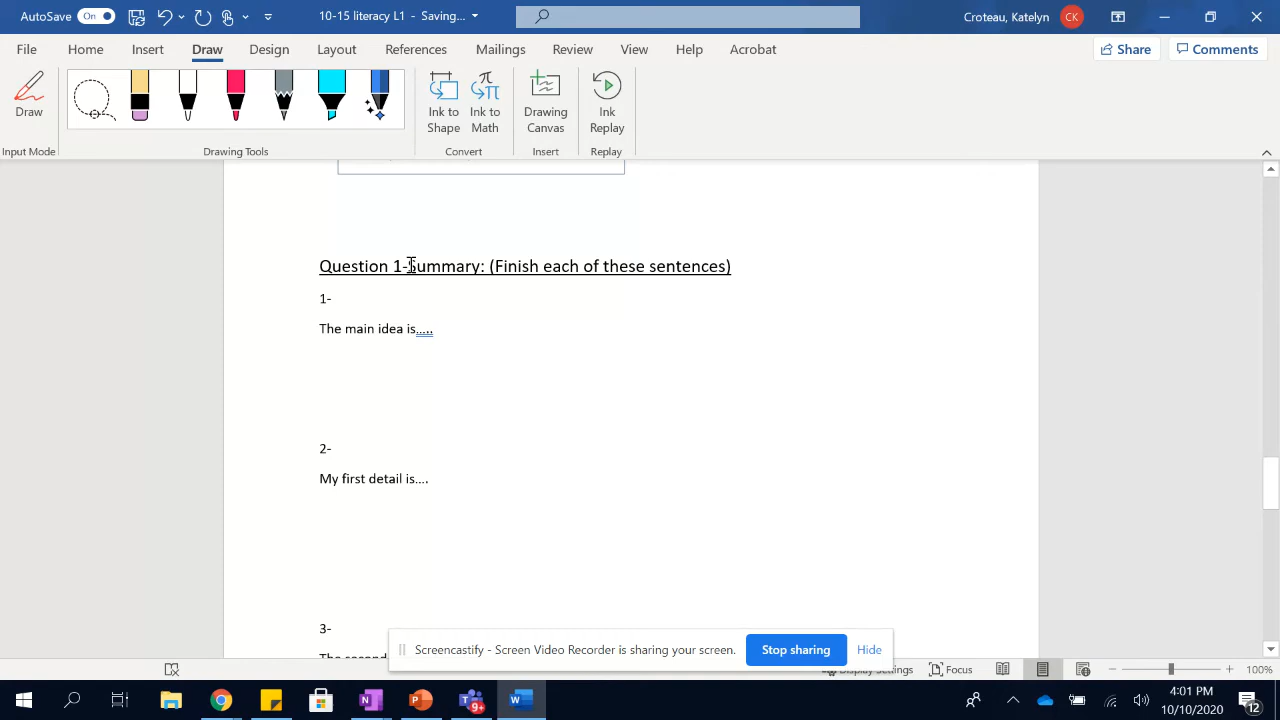 AutoSave On 10-15 literacy L1 - Saving... Croteau, Katelyn CK
File Home Insert Draw Design Layout References Mailings Review View Help Acrobat Share Comments
Draw Ink to Shape Ink to Math Drawing Canvas Ink Replay
Input Mode Drawing Tools Convert Insert Replay
Question 1-Summary: (Finish each of these sentences)
1-
The main idea is.....
2-
My first detail is....
3-
The second
Screencastify - Screen Video Recorder is sharing your screen. Stop sharing Hide
Display Settings Focus 100%
4:01 PM
10/10/2020 12
9+